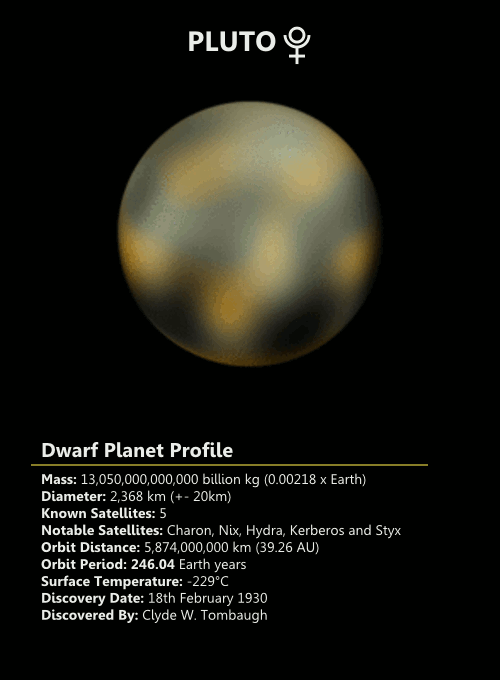 PLUTO
Dwarf Planet Profile
Mass: 13,050,000,000,000 billion kg (0.00218 x Earth)
Diameter: 2,368 km (+- 20km)
Known Satellites: 5
Notable Satellites: Charon, Nix, Hydra, Kerberos and Styx
Orbit Distance: 5,874,000,000 km (39.26 AU)
Orbit Period: 246.04 Earth years
Surface Temperature: -229°C
Discovery Date: 18th February 1930
Discovered By: Clyde W. Tombaugh